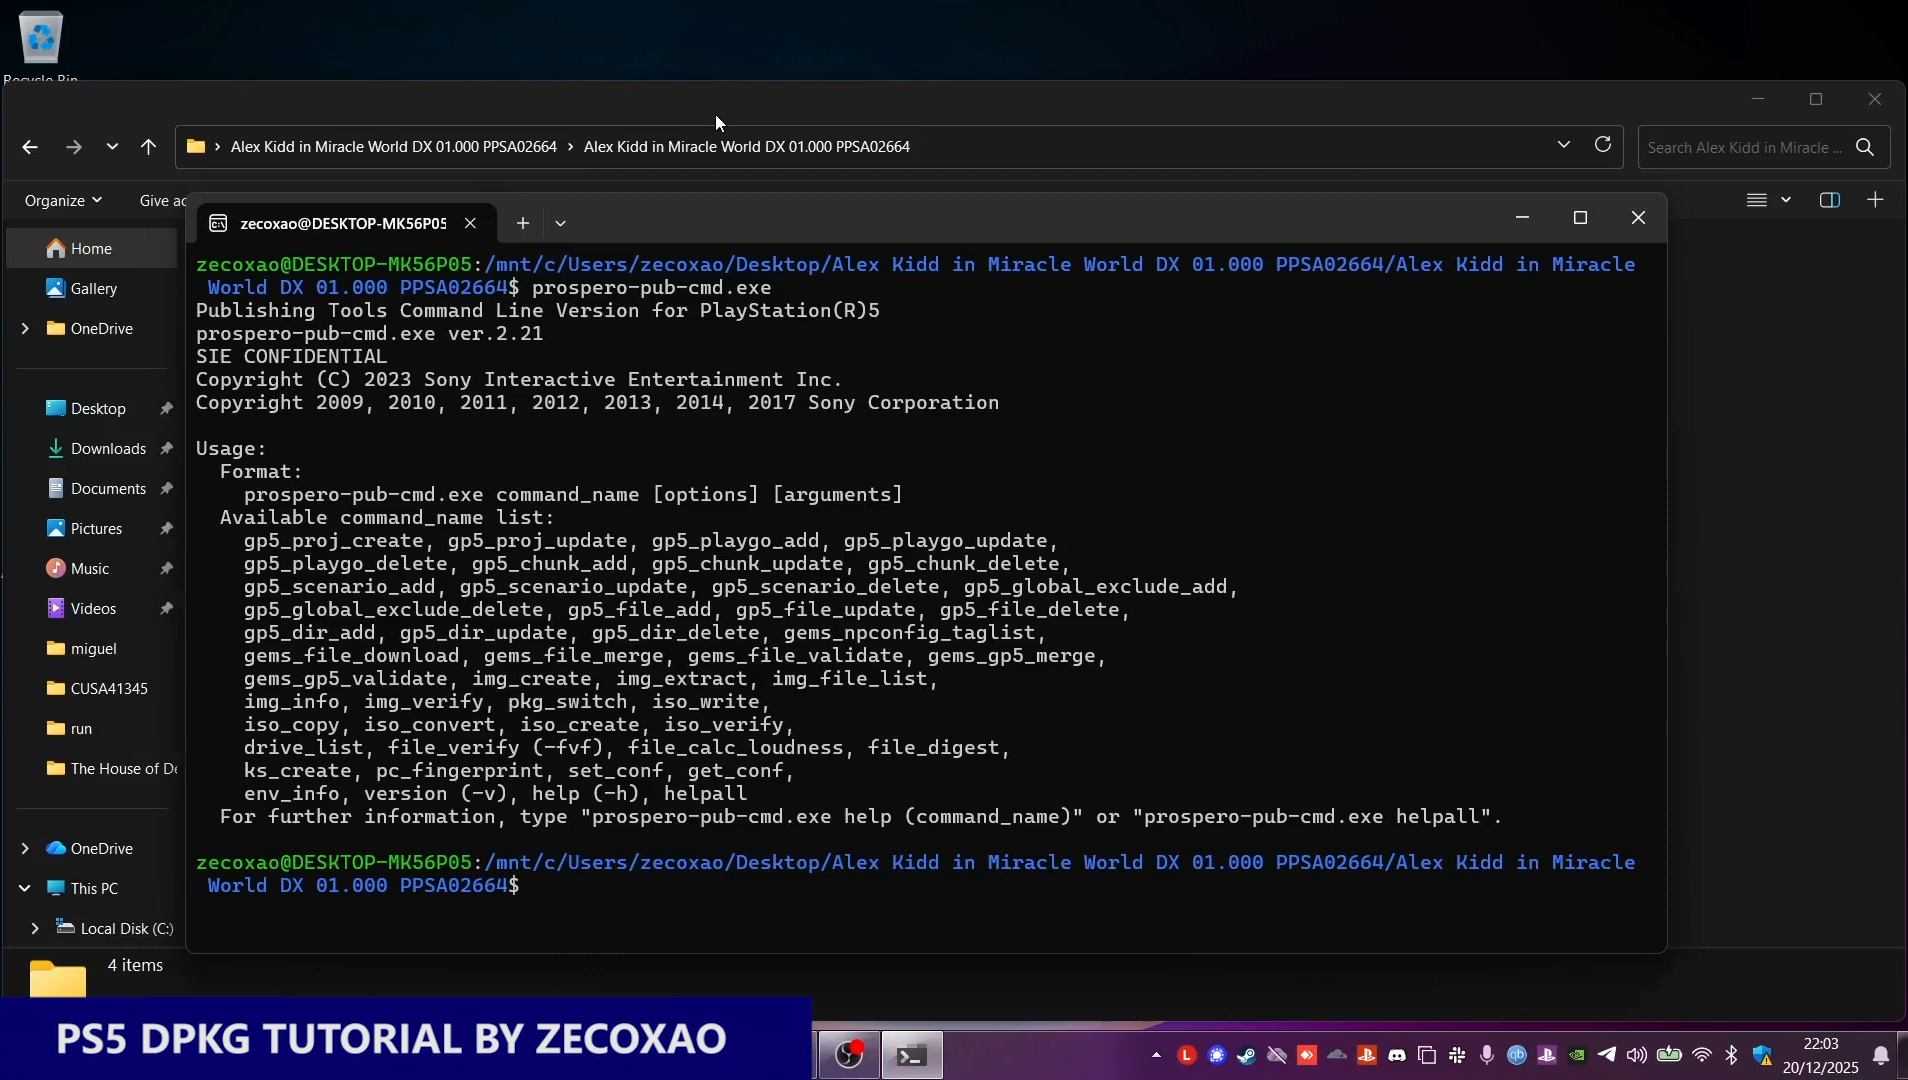 Recycle Bin
Alex Kidd in Miracle World DX 01.000 PPSA02664 › Alex Kidd in Miracle World DX 01.000 PPSA02664
Search Alex Kidd in Miracle ...
Organize
Give ac
zecoxao@DESKTOP-MK56P05
Home
Gallery
OneDrive
Desktop
Downloads
Documents
Pictures
Music
Videos
miguel
CUSA41345
run
The House of De
OneDrive
This PC
Local Disk (C:)
zecoxao@DESKTOP-MK56P05:/mnt/c/Users/zecoxao/Desktop/Alex Kidd in Miracle World DX 01.000 PPSA02664/Alex Kidd in Miracle
World DX 01.000 PPSA02664$ prospero-pub-cmd.exe
Publishing Tools Command Line Version for PlayStation(R)5
prospero-pub-cmd.exe ver.2.21
SIE CONFIDENTIAL
Copyright (C) 2023 Sony Interactive Entertainment Inc.
Copyright 2009, 2010, 2011, 2012, 2013, 2014, 2017 Sony Corporation
Usage:
Format:
prospero-pub-cmd.exe command_name [options] [arguments]
Available command_name list:
gp5_proj_create, gp5_proj_update, gp5_playgo_add, gp5_playgo_update,
gp5_playgo_delete, gp5_chunk_add, gp5_chunk_update, gp5_chunk_delete,
gp5_scenario_add, gp5_scenario_update, gp5_scenario_delete, gp5_global_exclude_add,
gp5_global_exclude_delete, gp5_file_add, gp5_file_update, gp5_file_delete,
gp5_dir_add, gp5_dir_update, gp5_dir_delete, gems_npconfig_taglist,
gems_file_download, gems_file_merge, gems_file_validate, gems_gp5_merge,
gems_gp5_validate, img_create, img_extract, img_file_list,
img_info, img_verify, pkg_switch, iso_write,
iso_copy, iso_convert, iso_create, iso_verify,
drive_list, file_verify (-fvf), file_calc_loudness, file_digest,
ks_create, pc_fingerprint, set_conf, get_conf,
env_info, version (-v), help (-h), helpall
For further information, type "prospero-pub-cmd.exe help (command_name)" or "prospero-pub-cmd.exe helpall".
zecoxao@DESKTOP-MK56P05:/mnt/c/Users/zecoxao/Desktop/Alex Kidd in Miracle World DX 01.000 PPSA02664/Alex Kidd in Miracle
World DX 01.000 PPSA02664$
4 items
PS5 DPKG TUTORIAL BY ZECOXAO
22:03
20/12/2025